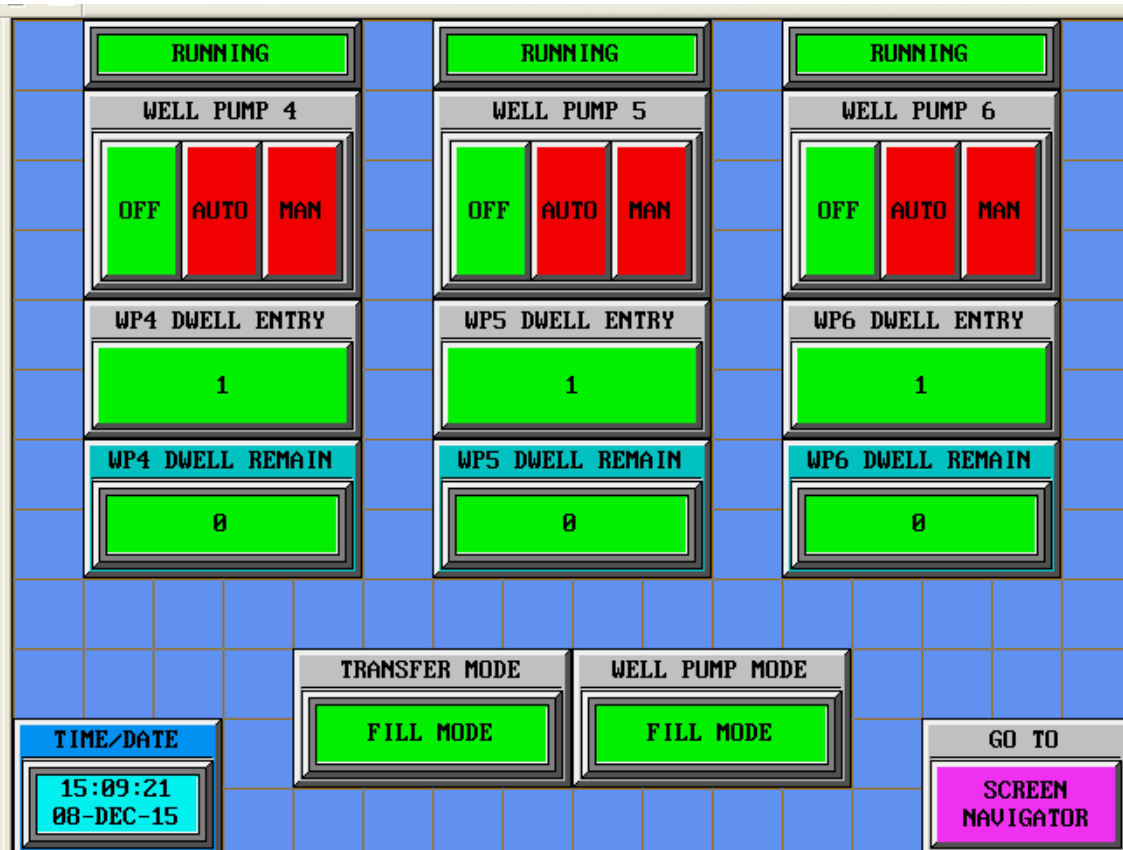 RUNNING
RUNNING
RUNNING
WELL PUMP 4
WELL PUMP 5
WELL PUMP 6
OFF AUTO MAN
OFF AUTO MAN
OFF AUTO MAN
WP4 DWELL ENTRY
WP5 DWELL ENTRY
WP6 DWELL ENTRY
1
1
1
WP4 DWELL REMAIN
WP5 DWELL REMAIN
WP6 DWELL REMAIN
0
0
0
TRANSFER MODE
WELL PUMP MODE
FILL MODE
FILL MODE
TIME/DATE
15:09:21
08-DEC-15
GO TO
SCREEN
NAVIGATOR